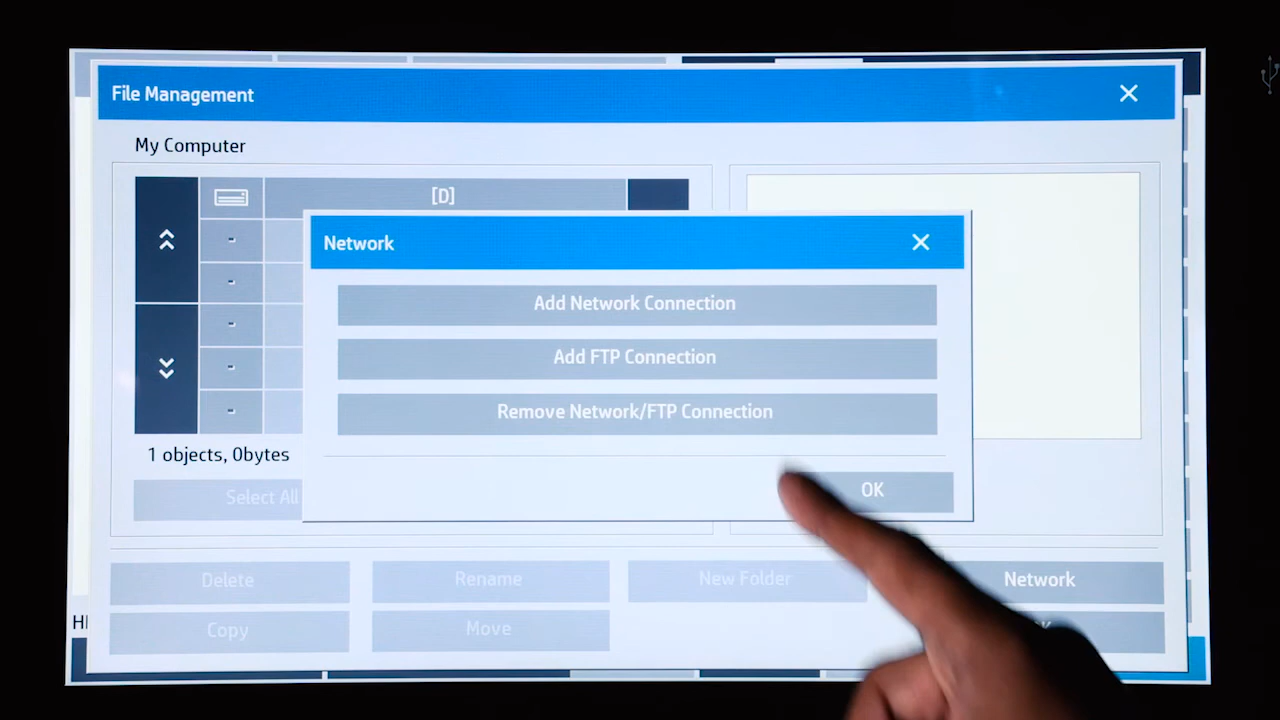 File Management
My Computer
[D]
Network
Add Network Connection
Add FTP Connection
Remove Network/FTP Connection
OK
1 objects, 0bytes
Select All
Delete
Rename
New Folder
Network
Copy
Move